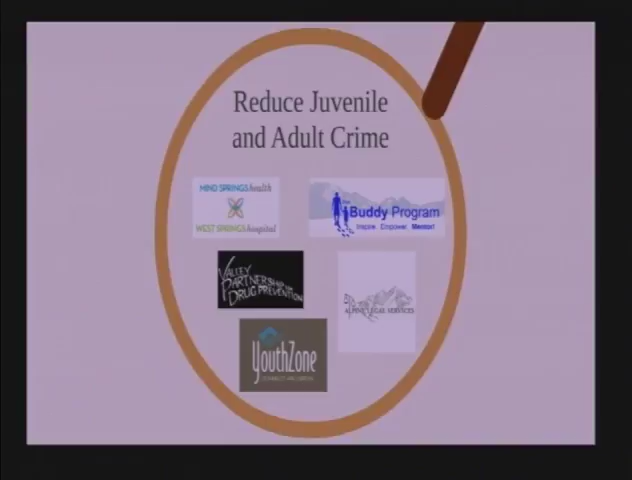 Reduce Juvenile
and Adult Crime
MIND SPRINGS health
WEST SPRINGS hospital
Buddy Program
Inspire. Empower. Mentor!
VALLEY
PARTNERSHIP
DRUG PREVENTION
ALPINE LEGAL SERVICES
YouthZone